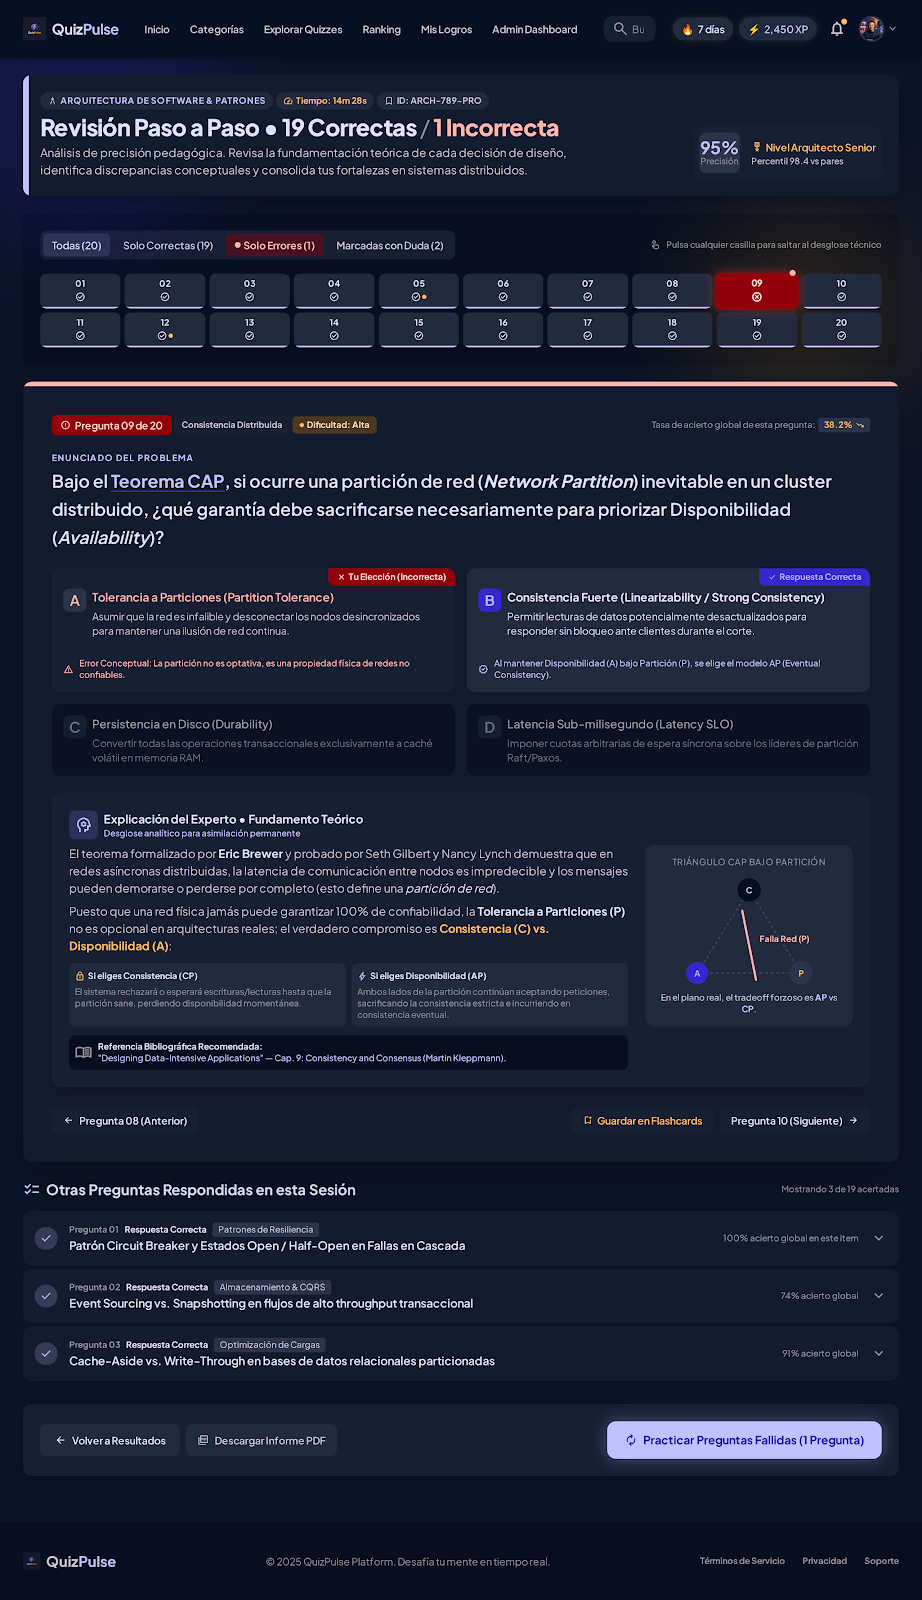 QuizPulse
Inicio
Categorías
Explorar Quizzes
Ranking
Mis Logros
Admin Dashboard
Bu
7 días
2,450 XP
ARQUITECTURA DE SOFTWARE & PATRONES
Tiempo: 14m 28s
ID: ARCH-789-PRO
Revisión Paso a Paso • 19 Correctas / 1 Incorrecta
Análisis de precisión pedagógica. Revisa la fundamentación teórica de cada decisión de diseño,
identifica discrepancias conceptuales y consolida tus fortalezas en sistemas distribuidos.
95%
Precisión
Nivel Arquitecto Senior
Percentil 98.4 vs pares
Todas (20)
Solo Correctas (19)
Solo Errores (1)
Marcadas con Duda (2)
Pulsa cualquier casilla para saltar al desglose técnico
01
02
03
04
05
06
07
08
09
10
11
12
13
14
15
16
17
18
19
20
Pregunta 09 de 20
Consistencia Distribuida
Dificultad: Alta
Tasa de acierto global de esta pregunta:
38.2%
ENUNCIADO DEL PROBLEMA
Bajo el Teorema CAP, si ocurre una partición de red (Network Partition) inevitable en un cluster
distribuido, ¿qué garantía debe sacrificarse necesariamente para priorizar Disponibilidad
(Availability)?
Tu Elección (Incorrecta)
A
Tolerancia a Particiones (Partition Tolerance)
Asumir que la red es infalible y desconectar los nodos desincronizados
para mantener una ilusión de red continua.
Error Conceptual: La partición no es optativa, es una propiedad física de redes no
confiables.
Respuesta Correcta
B
Consistencia Fuerte (Linearizability / Strong Consistency)
Permitir lecturas de datos potencialmente desactualizados para
responder sin bloqueo ante clientes durante el corte.
Al mantener Disponibilidad (A) bajo Partición (P), se elige el modelo AP (Eventual
Consistency).
C
Persistencia en Disco (Durability)
Convertir todas las operaciones transaccionales exclusivamente a caché
volátil en memoria RAM.
D
Latencia Sub-milisegundo (Latency SLO)
Imponer cuotas arbitrarias de espera síncrona sobre los líderes de partición
Raft/Paxos.
Explicación del Experto • Fundamento Teórico
Desglose analítico para asimilación permanente
El teorema formalizado por Eric Brewer y probado por Seth Gilbert y Nancy Lynch demuestra que en
redes asíncronas distribuidas, la latencia de comunicación entre nodos es impredecible y los mensajes
pueden demorarse o perderse por completo (esto define una partición de red).
Puesto que una red física jamás puede garantizar 100% de confiabilidad, la Tolerancia a Particiones (P)
no es opcional en arquitecturas reales; el verdadero compromiso es Consistencia (C) vs.
Disponibilidad (A):
Si eliges Consistencia (CP)
El sistema rechazará o esperará escrituras/lecturas hasta que la
partición sane, perdiendo disponibilidad momentánea.
Si eliges Disponibilidad (AP)
Ambos lados de la partición continúan aceptando peticiones,
sacrificando la consistencia estricta e incurriendo en
consistencia eventual.
Referencia Bibliográfica Recomendada:
"Designing Data-Intensive Applications" — Cap. 9: Consistency and Consensus (Martin Kleppmann).
TRIÁNGULO CAP BAJO PARTICIÓN
C
Falla Red (P)
A
P
En el plano real, el tradeoff forzoso es AP vs
CP.
Pregunta 08 (Anterior)
Guardar en Flashcards
Pregunta 10 (Siguiente)
Otras Preguntas Respondidas en esta Sesión
Mostrando 3 de 19 acertadas
Pregunta 01
Respuesta Correcta
Patrones de Resiliencia
Patrón Circuit Breaker y Estados Open / Half-Open en Fallas en Cascada
100% acierto global en este ítem
Pregunta 02
Respuesta Correcta
Almacenamiento & CQRS
Event Sourcing vs. Snapshotting en flujos de alto throughput transaccional
74% acierto global
Pregunta 03
Respuesta Correcta
Optimización de Cargas
Cache-Aside vs. Write-Through en bases de datos relacionales particionadas
91% acierto global
Volver a Resultados
Descargar Informe PDF
Practicar Preguntas Fallidas (1 Pregunta)
QuizPulse
© 2025 QuizPulse Platform. Desafía tu mente en tiempo real.
Términos de Servicio
Privacidad
Soporte